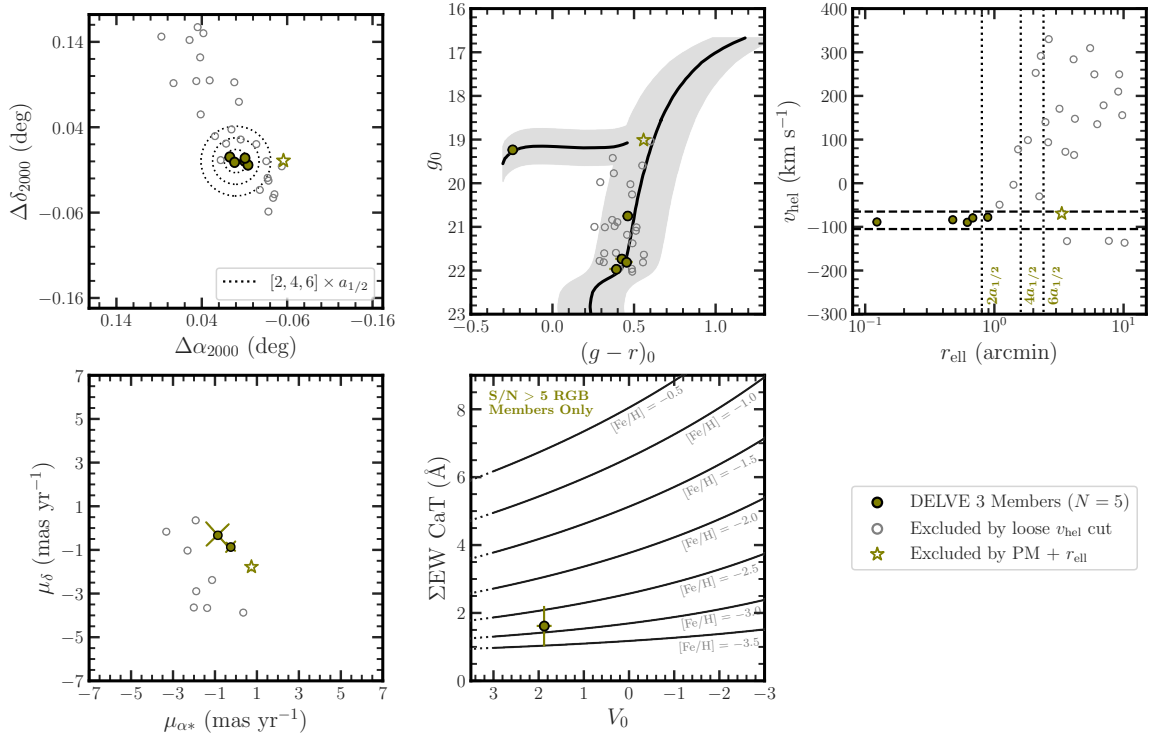 0.14
0.04
−0.06
−0.16
Δδ2000 (deg)
[2, 4, 6] × a1/2
0.14
0.04
−0.06
−0.16
Δα2000 (deg)
16
17
18
19
20
21
22
23
g0
−0.5
0.0
0.5
1.0
(g − r)0
400
300
200
100
0
−100
−200
−300
vhel (km s−1)
2a1/2
4a1/2
6a1/2
10−1
100
101
rell (arcmin)
7
5
3
1
−1
−3
−5
−7
μδ (mas yr−1)
−7
−5
−3
−1
1
3
5
7
μα* (mas yr−1)
S/N > 5 RGB
Members Only
8
6
4
2
0
ΣEW CaT (Å)
[Fe/H] = −0.5
[Fe/H] = −1.0
[Fe/H] = −1.5
[Fe/H] = −2.0
[Fe/H] = −2.5
[Fe/H] = −3.0
[Fe/H] = −3.5
3
2
1
0
−1
−2
−3
V0
DELVE 3 Members (N = 5)
Excluded by loose vhel cut
Excluded by PM + rell